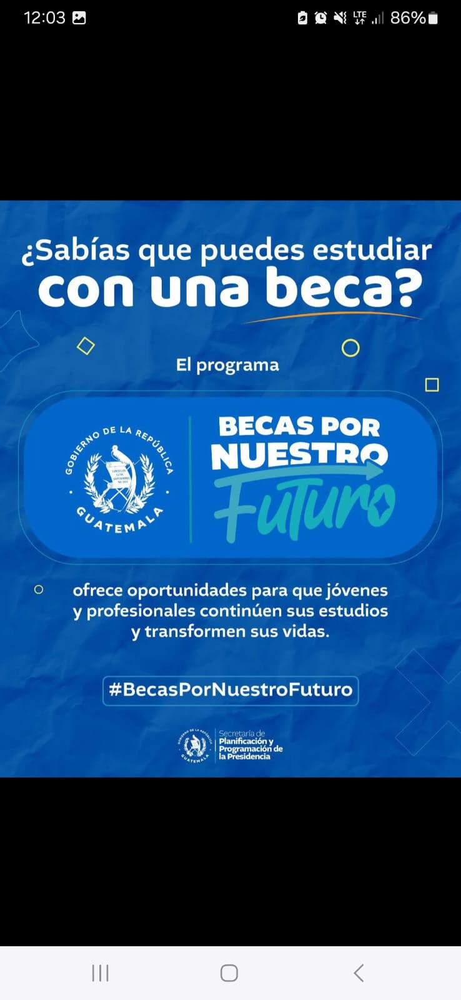 12:03
LTE
86%
¿Sabías que puedes estudiar
con una beca?
El programa
GOBIERNO DE LA REPÚBLICA
GUATEMALA
BECAS POR
NUESTRO
Futuro
ofrece oportunidades para que jóvenes
y profesionales continúen sus estudios
y transformen sus vidas.
#BecasPorNuestroFuturo
GOBIERNO DE LA REPÚBLICA
GUATEMALA
Secretaría de
Planificación y
Programación de
la Presidencia